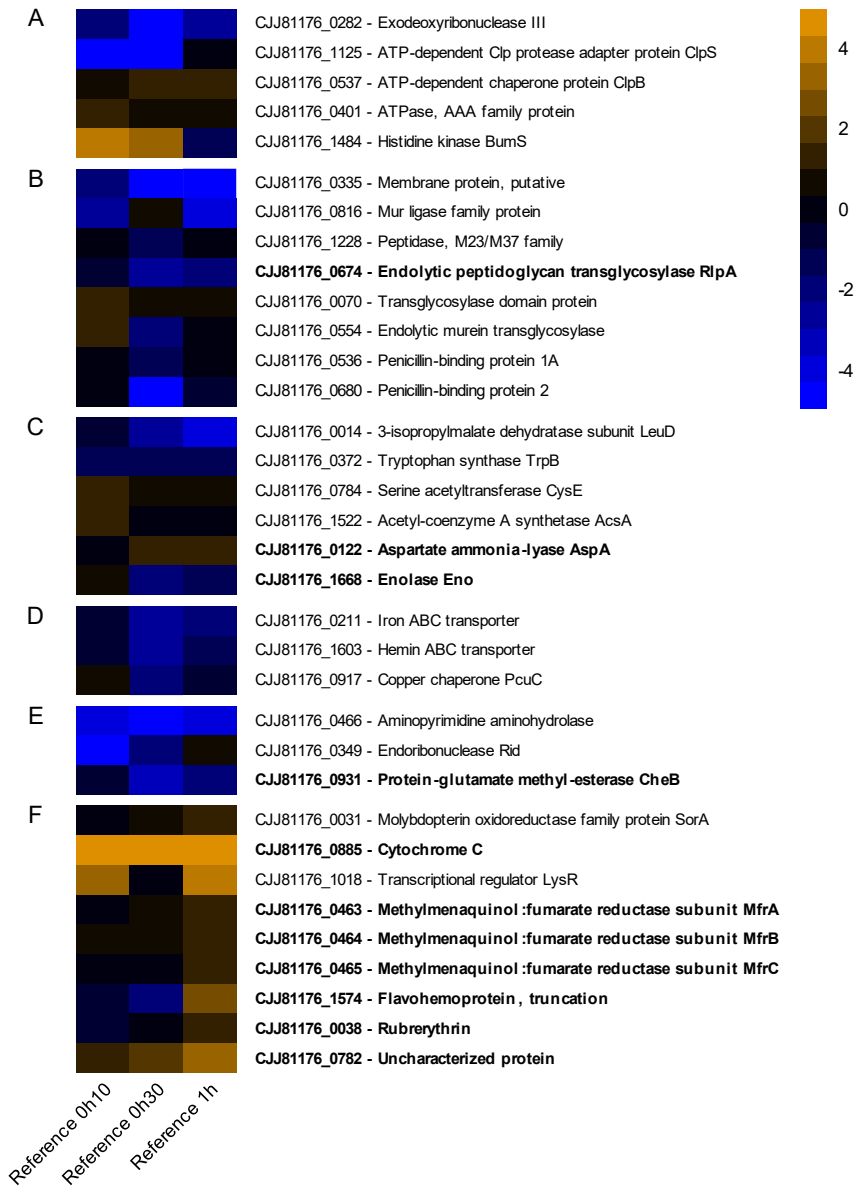 A
CJJ81176_0282 - Exodeoxyribonuclease III
CJJ81176_1125 - ATP-dependent Clp protease adapter protein ClpS
CJJ81176_0537 - ATP-dependent chaperone protein ClpB
CJJ81176_0401 - ATPase, AAA family protein
CJJ81176_1484 - Histidine kinase BumS
B
CJJ81176_0335 - Membrane protein, putative
CJJ81176_0816 - Mur ligase family protein
CJJ81176_1228 - Peptidase, M23/M37 family
CJJ81176_0674 - Endolytic peptidoglycan transglycosylase RlpA
CJJ81176_0070 - Transglycosylase domain protein
CJJ81176_0554 - Endolytic murein transglycosylase
CJJ81176_0536 - Penicillin-binding protein 1A
CJJ81176_0680 - Penicillin-binding protein 2
C
CJJ81176_0014 - 3-isopropylmalate dehydratase subunit LeuD
CJJ81176_0372 - Tryptophan synthase TrpB
CJJ81176_0784 - Serine acetyltransferase CysE
CJJ81176_1522 - Acetyl-coenzyme A synthetase AcsA
CJJ81176_0122 - Aspartate ammonia-lyase AspA
CJJ81176_1668 - Enolase Eno
D
CJJ81176_0211 - Iron ABC transporter
CJJ81176_1603 - Hemin ABC transporter
CJJ81176_0917 - Copper chaperone PcuC
E
CJJ81176_0466 - Aminopyrimidine aminohydrolase
CJJ81176_0349 - Endoribonuclease Rid
CJJ81176_0931 - Protein-glutamate methyl-esterase CheB
F
CJJ81176_0031 - Molybdopterin oxidoreductase family protein SorA
CJJ81176_0885 - Cytochrome C
CJJ81176_1018 - Transcriptional regulator LysR
CJJ81176_0463 - Methylmenaquinol:fumarate reductase subunit MfrA
CJJ81176_0464 - Methylmenaquinol:fumarate reductase subunit MfrB
CJJ81176_0465 - Methylmenaquinol:fumarate reductase subunit MfrC
CJJ81176_1574 - Flavohemoprotein, truncation
CJJ81176_0038 - Rubrerythrin
CJJ81176_0782 - Uncharacterized protein
Reference 0h10
Reference 0h30
Reference 1h
4
2
0
-2
-4